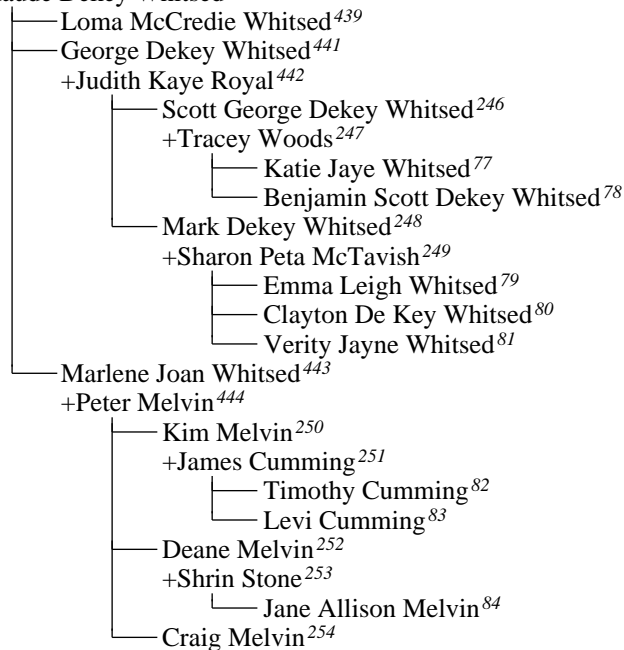 Dekey Whitsed
Loma McCredie Whitsed439
George Dekey Whitsed441
+Judith Kaye Royal442
Scott George Dekey Whitsed246
+Tracey Woods247
Katie Jaye Whitsed77
Benjamin Scott Dekey Whitsed78
Mark Dekey Whitsed248
+Sharon Peta McTavish249
Emma Leigh Whitsed79
Clayton De Key Whitsed80
Verity Jayne Whitsed81
Marlene Joan Whitsed443
+Peter Melvin444
Kim Melvin250
+James Cumming251
Timothy Cumming82
Levi Cumming83
Deane Melvin252
+Shrin Stone253
Jane Allison Melvin84
Craig Melvin254